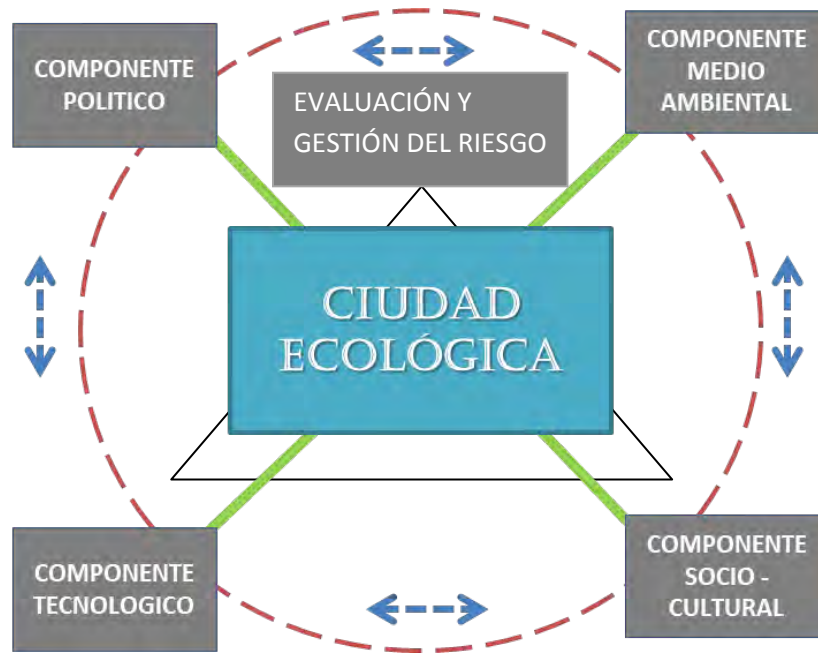 COMPONENTE
POLITICO
EVALUACIÓN Y
GESTIÓN DEL RIESGO
COMPONENTE
MEDIO
AMBIENTAL
CIUDAD
ECOLÓGICA
COMPONENTE
TECNOLOGICO
COMPONENTE
SOCIO -
CULTURAL